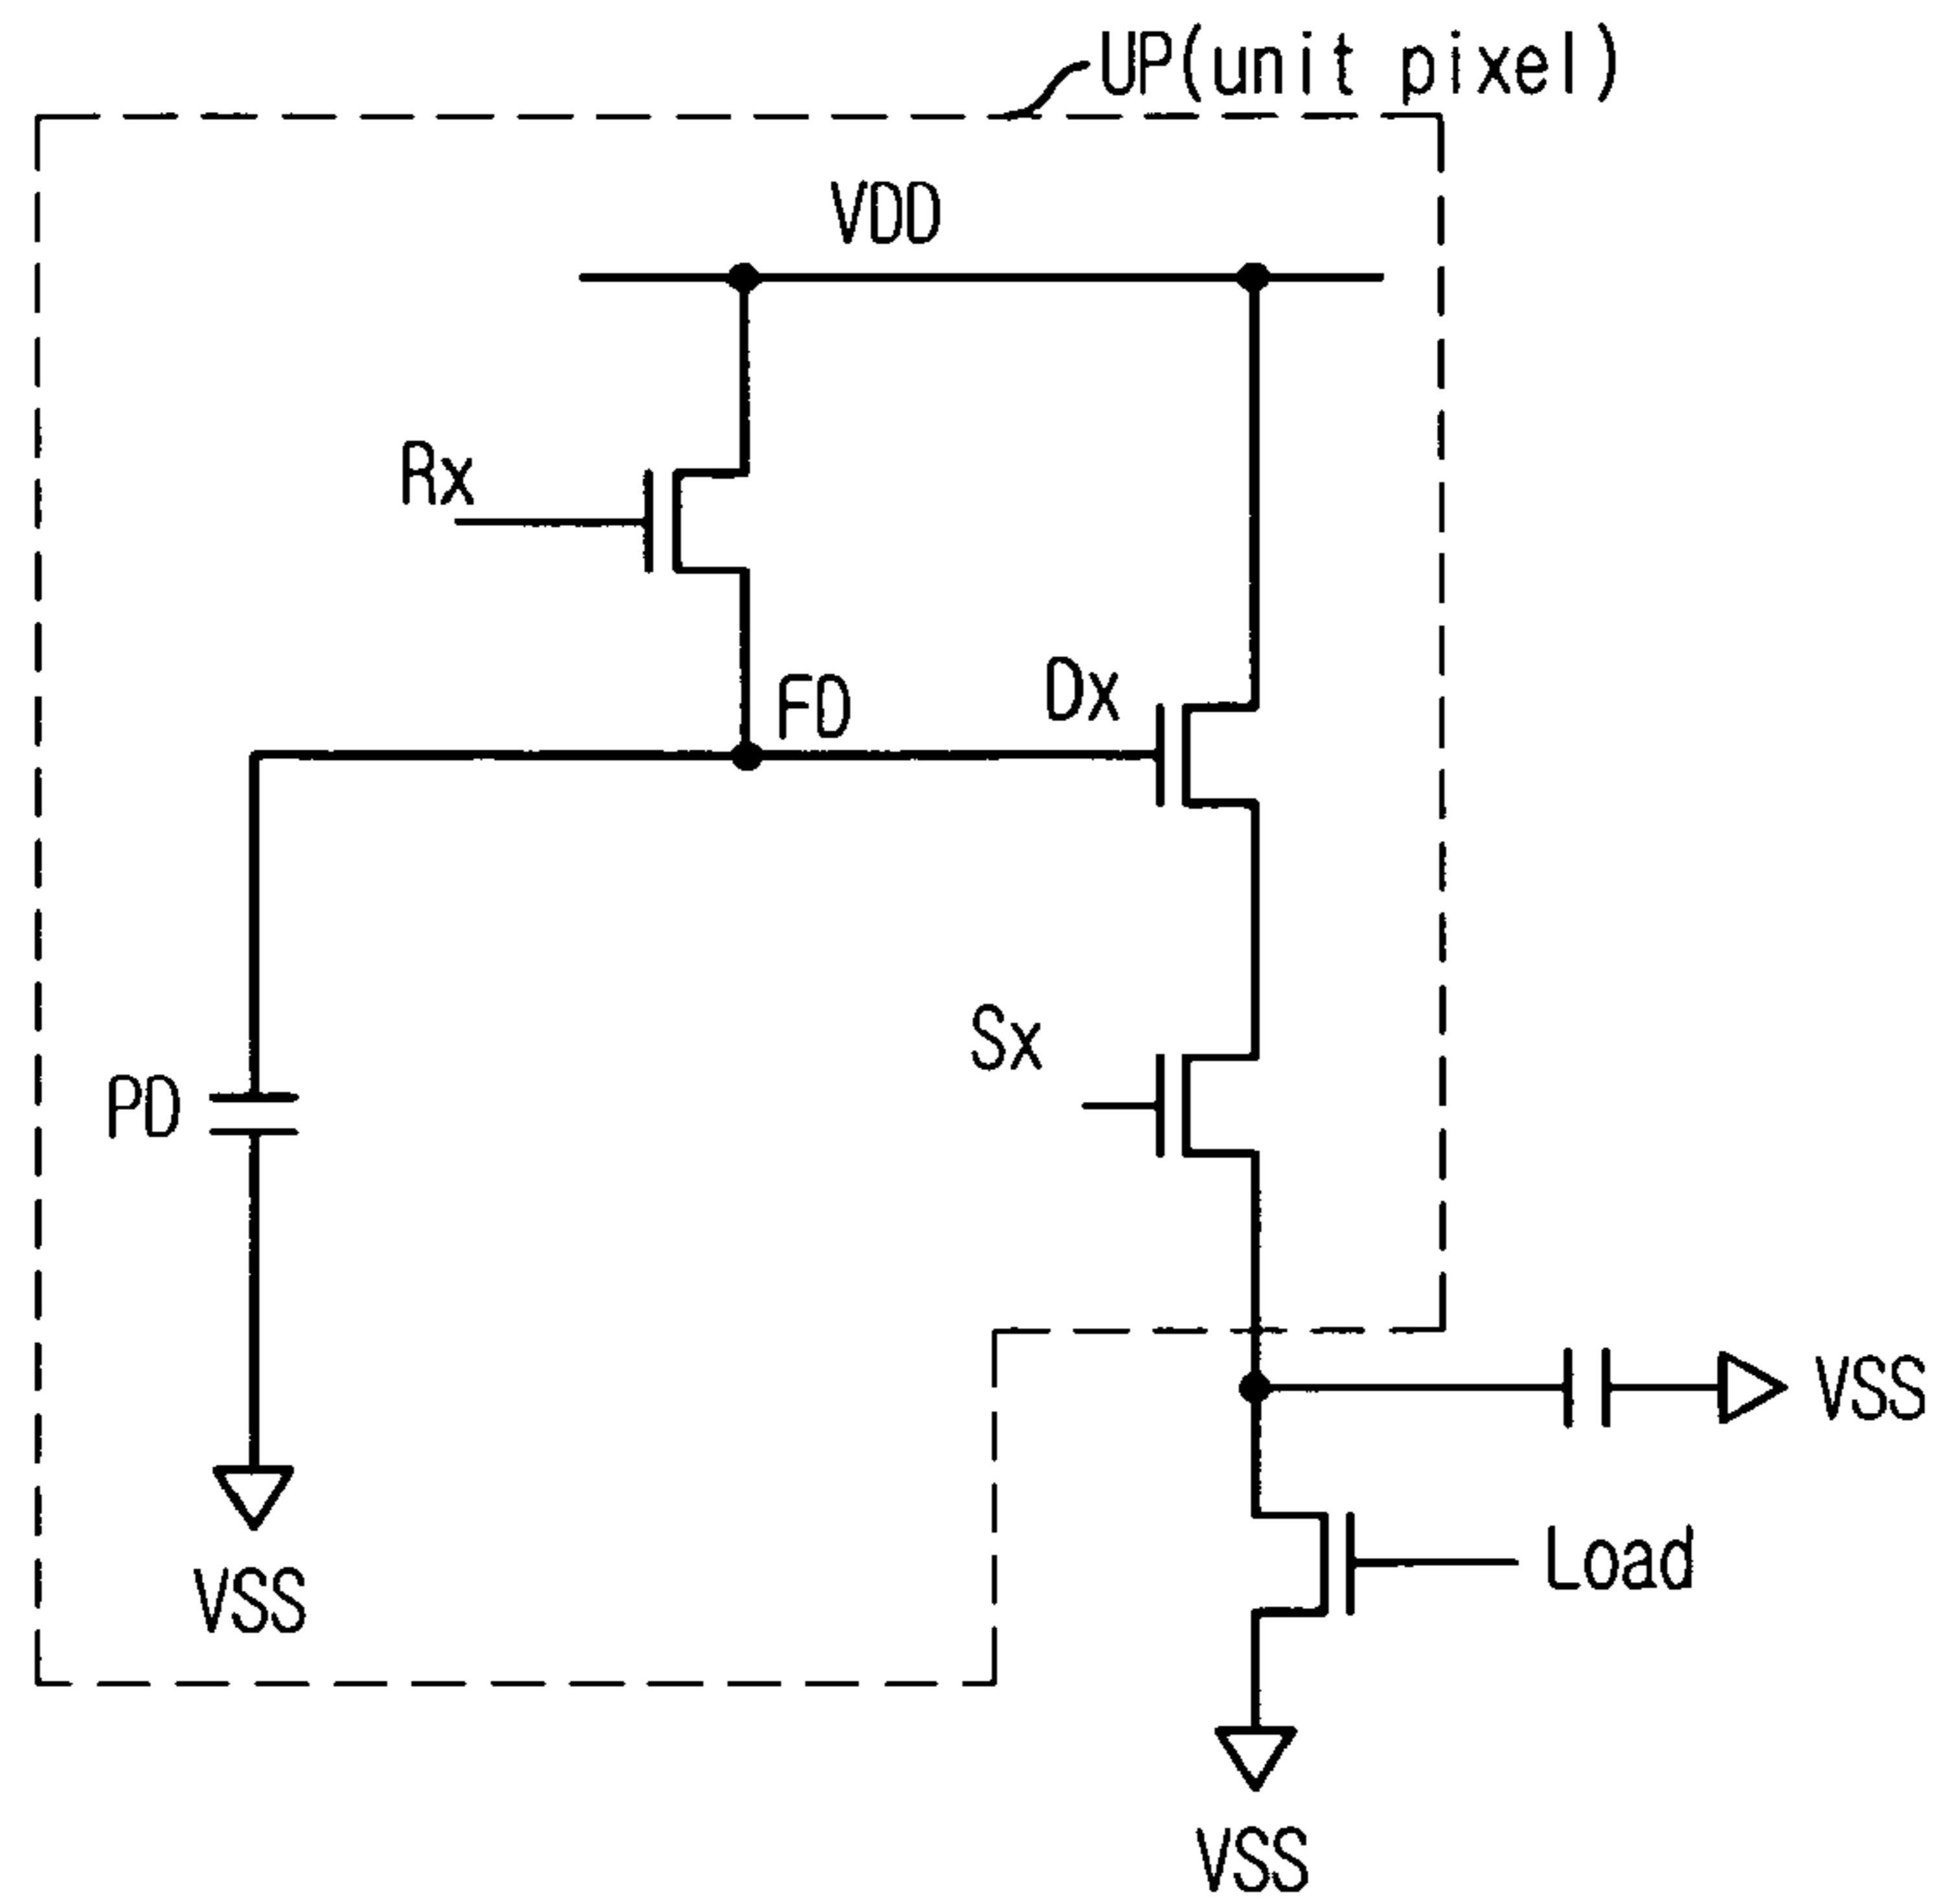 UP(unit pixel)
VDD
Rx
FD
Dx
Sx
PD
VSS
Load
VSS
VSS